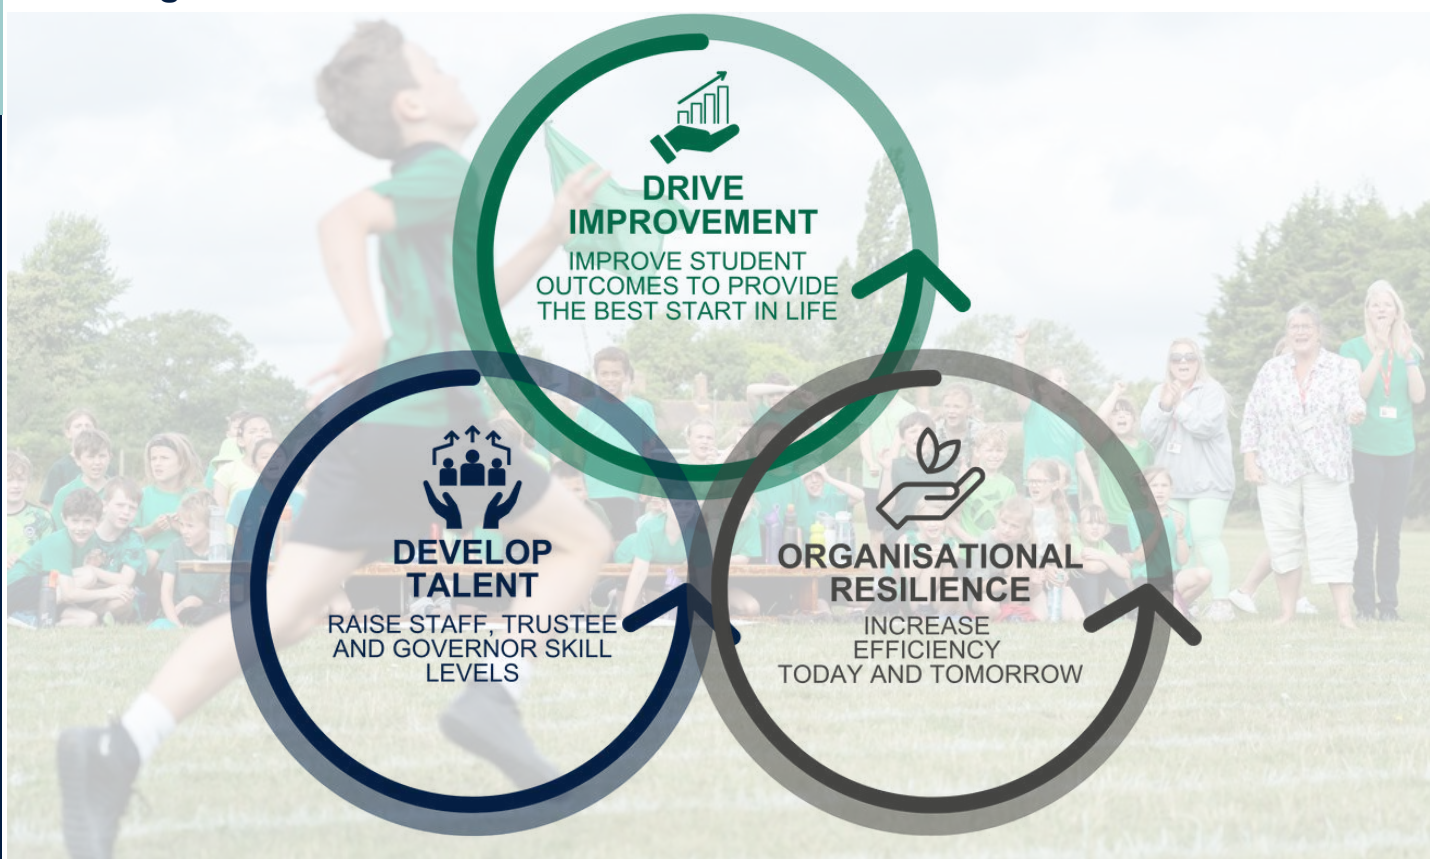 DRIVE
IMPROVEMENT
IMPROVE STUDENT
OUTCOMES TO PROVIDE
THE BEST START IN LIFE
DEVELOP
TALENT
RAISE STAFF, TRUSTEE
AND GOVERNOR SKILL
LEVELS
ORGANISATIONAL
RESILIENCE
INCREASE
EFFICIENCY
TODAY AND TOMORROW